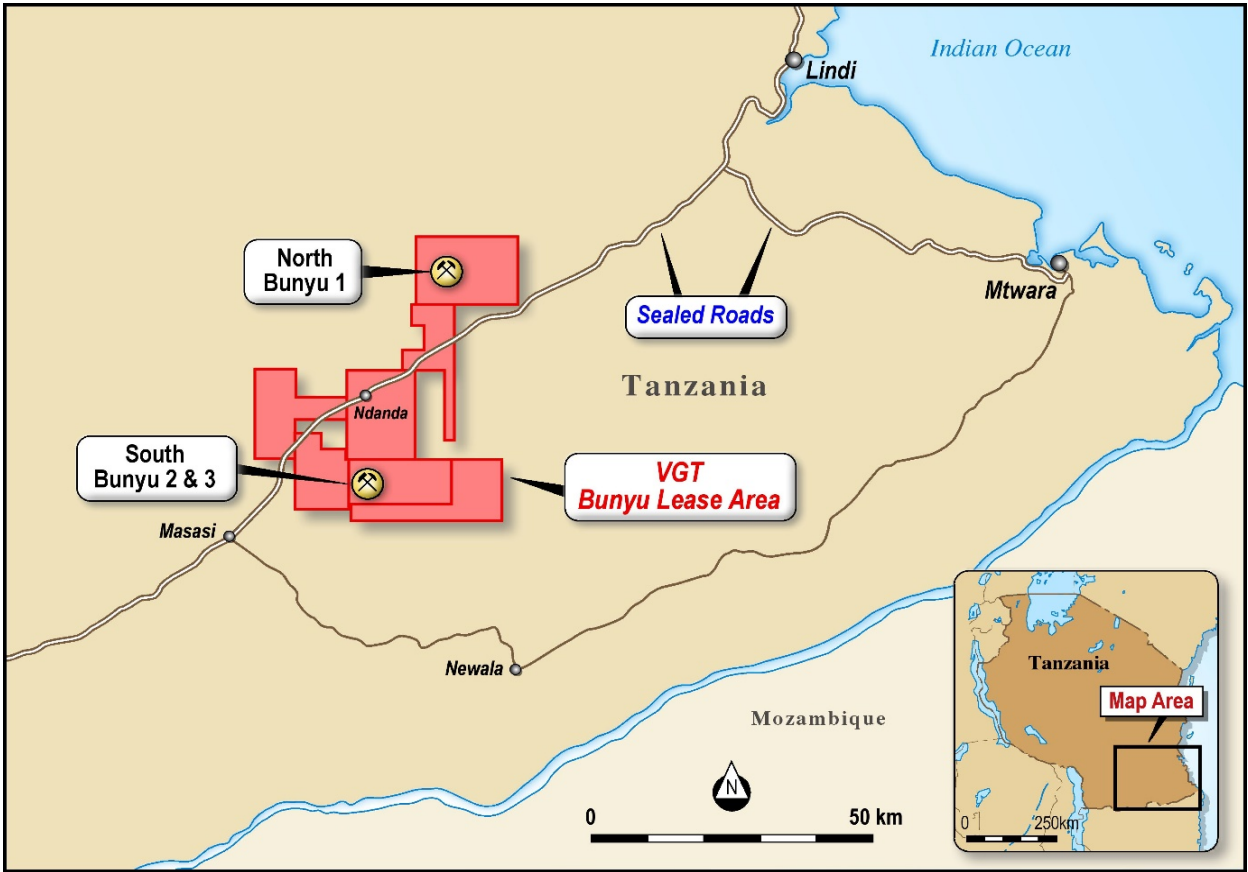 Indian Ocean
Lindi
North
Bunyu 1
Mtwara
Sealed Roads
Tanzania
Ndanda
South
Bunyu 2 & 3
VGT
Bunyu Lease Area
Masasi
Newala
Mozambique
N
0 50 km
Tanzania
Map Area
0 250km